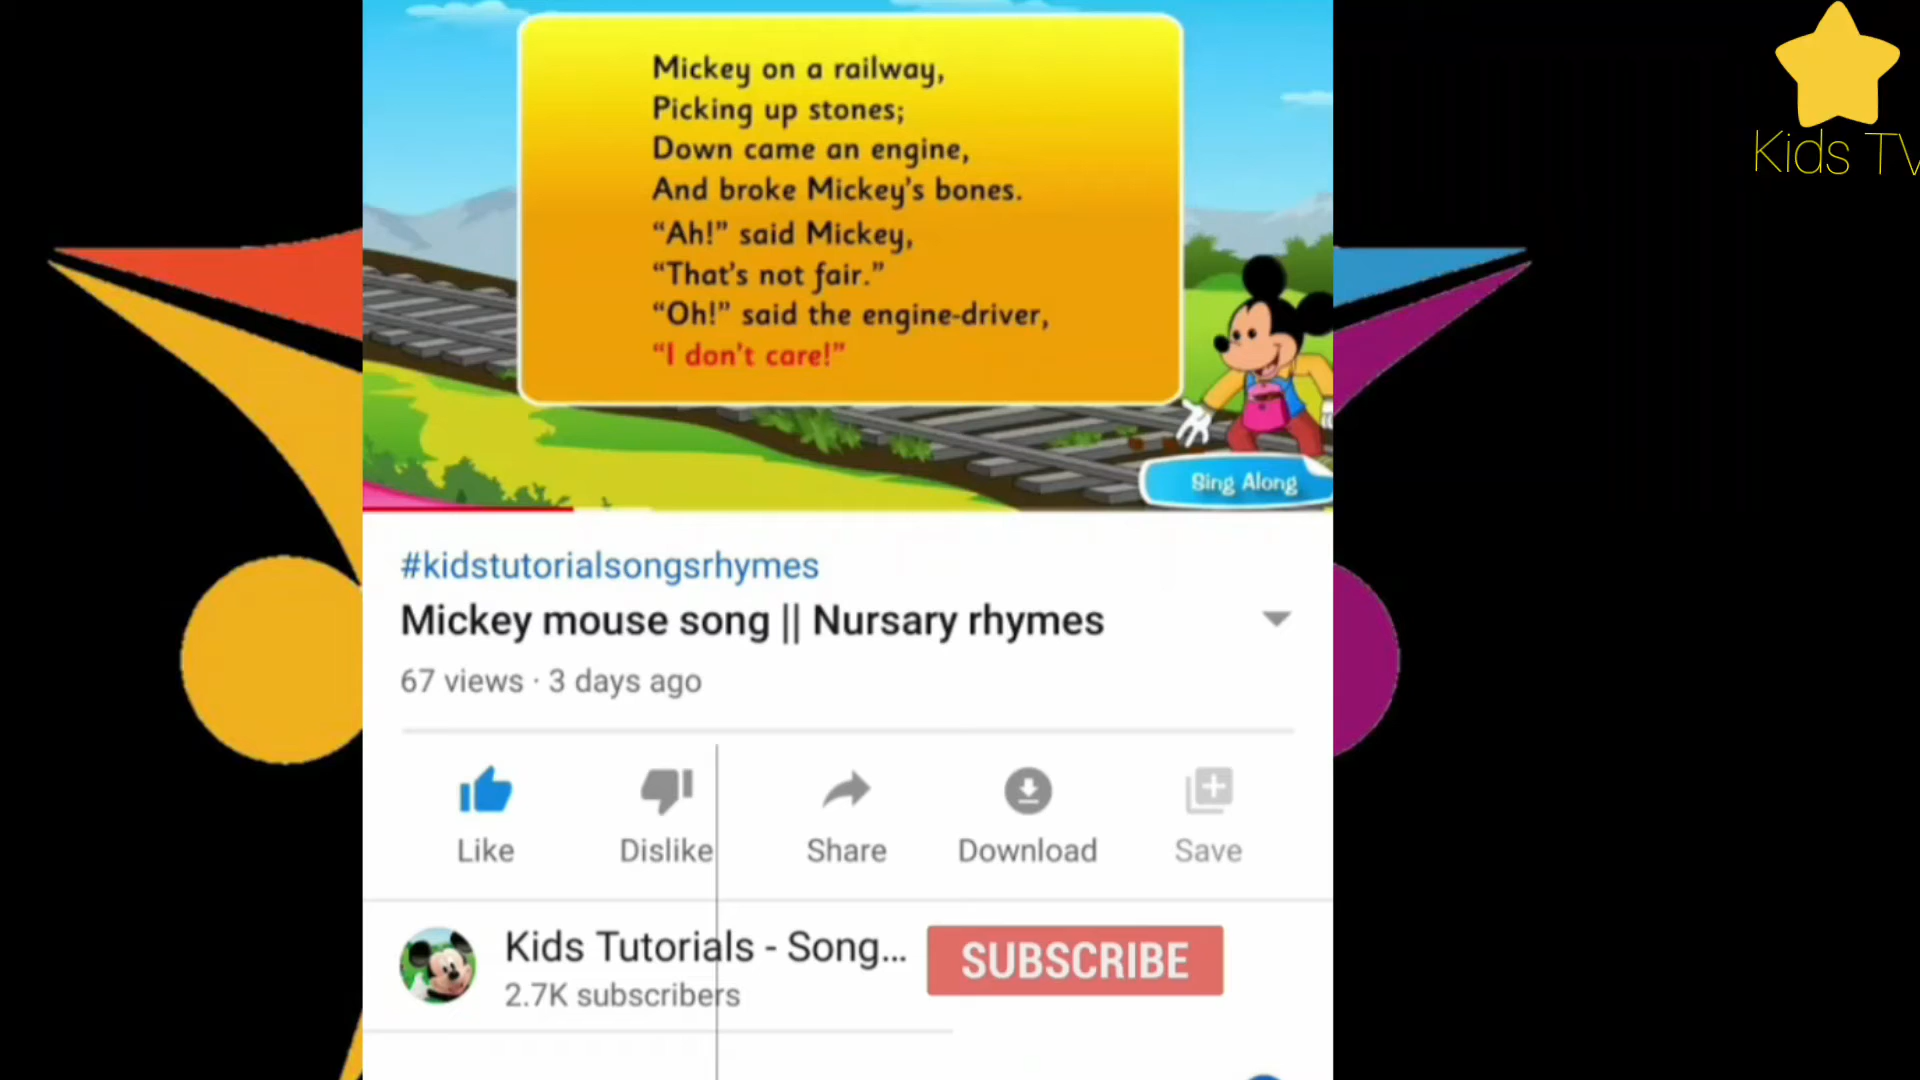 Mickey on a railway,
Picking up stones;
Down came an engine,
And broke Mickey's bones.
“Ah!” said Mickey,
“That's not fair.”
“Oh!” said the engine-driver,
“I don't care!”
Sing Along
Kids TV
#kidstutorialsongsrhymes
Mickey mouse song || Nursary rhymes
67 views · 3 days ago
Like Dislike Share Download Save
Kids Tutorials - Song...
2.7K subscribers
SUBSCRIBE